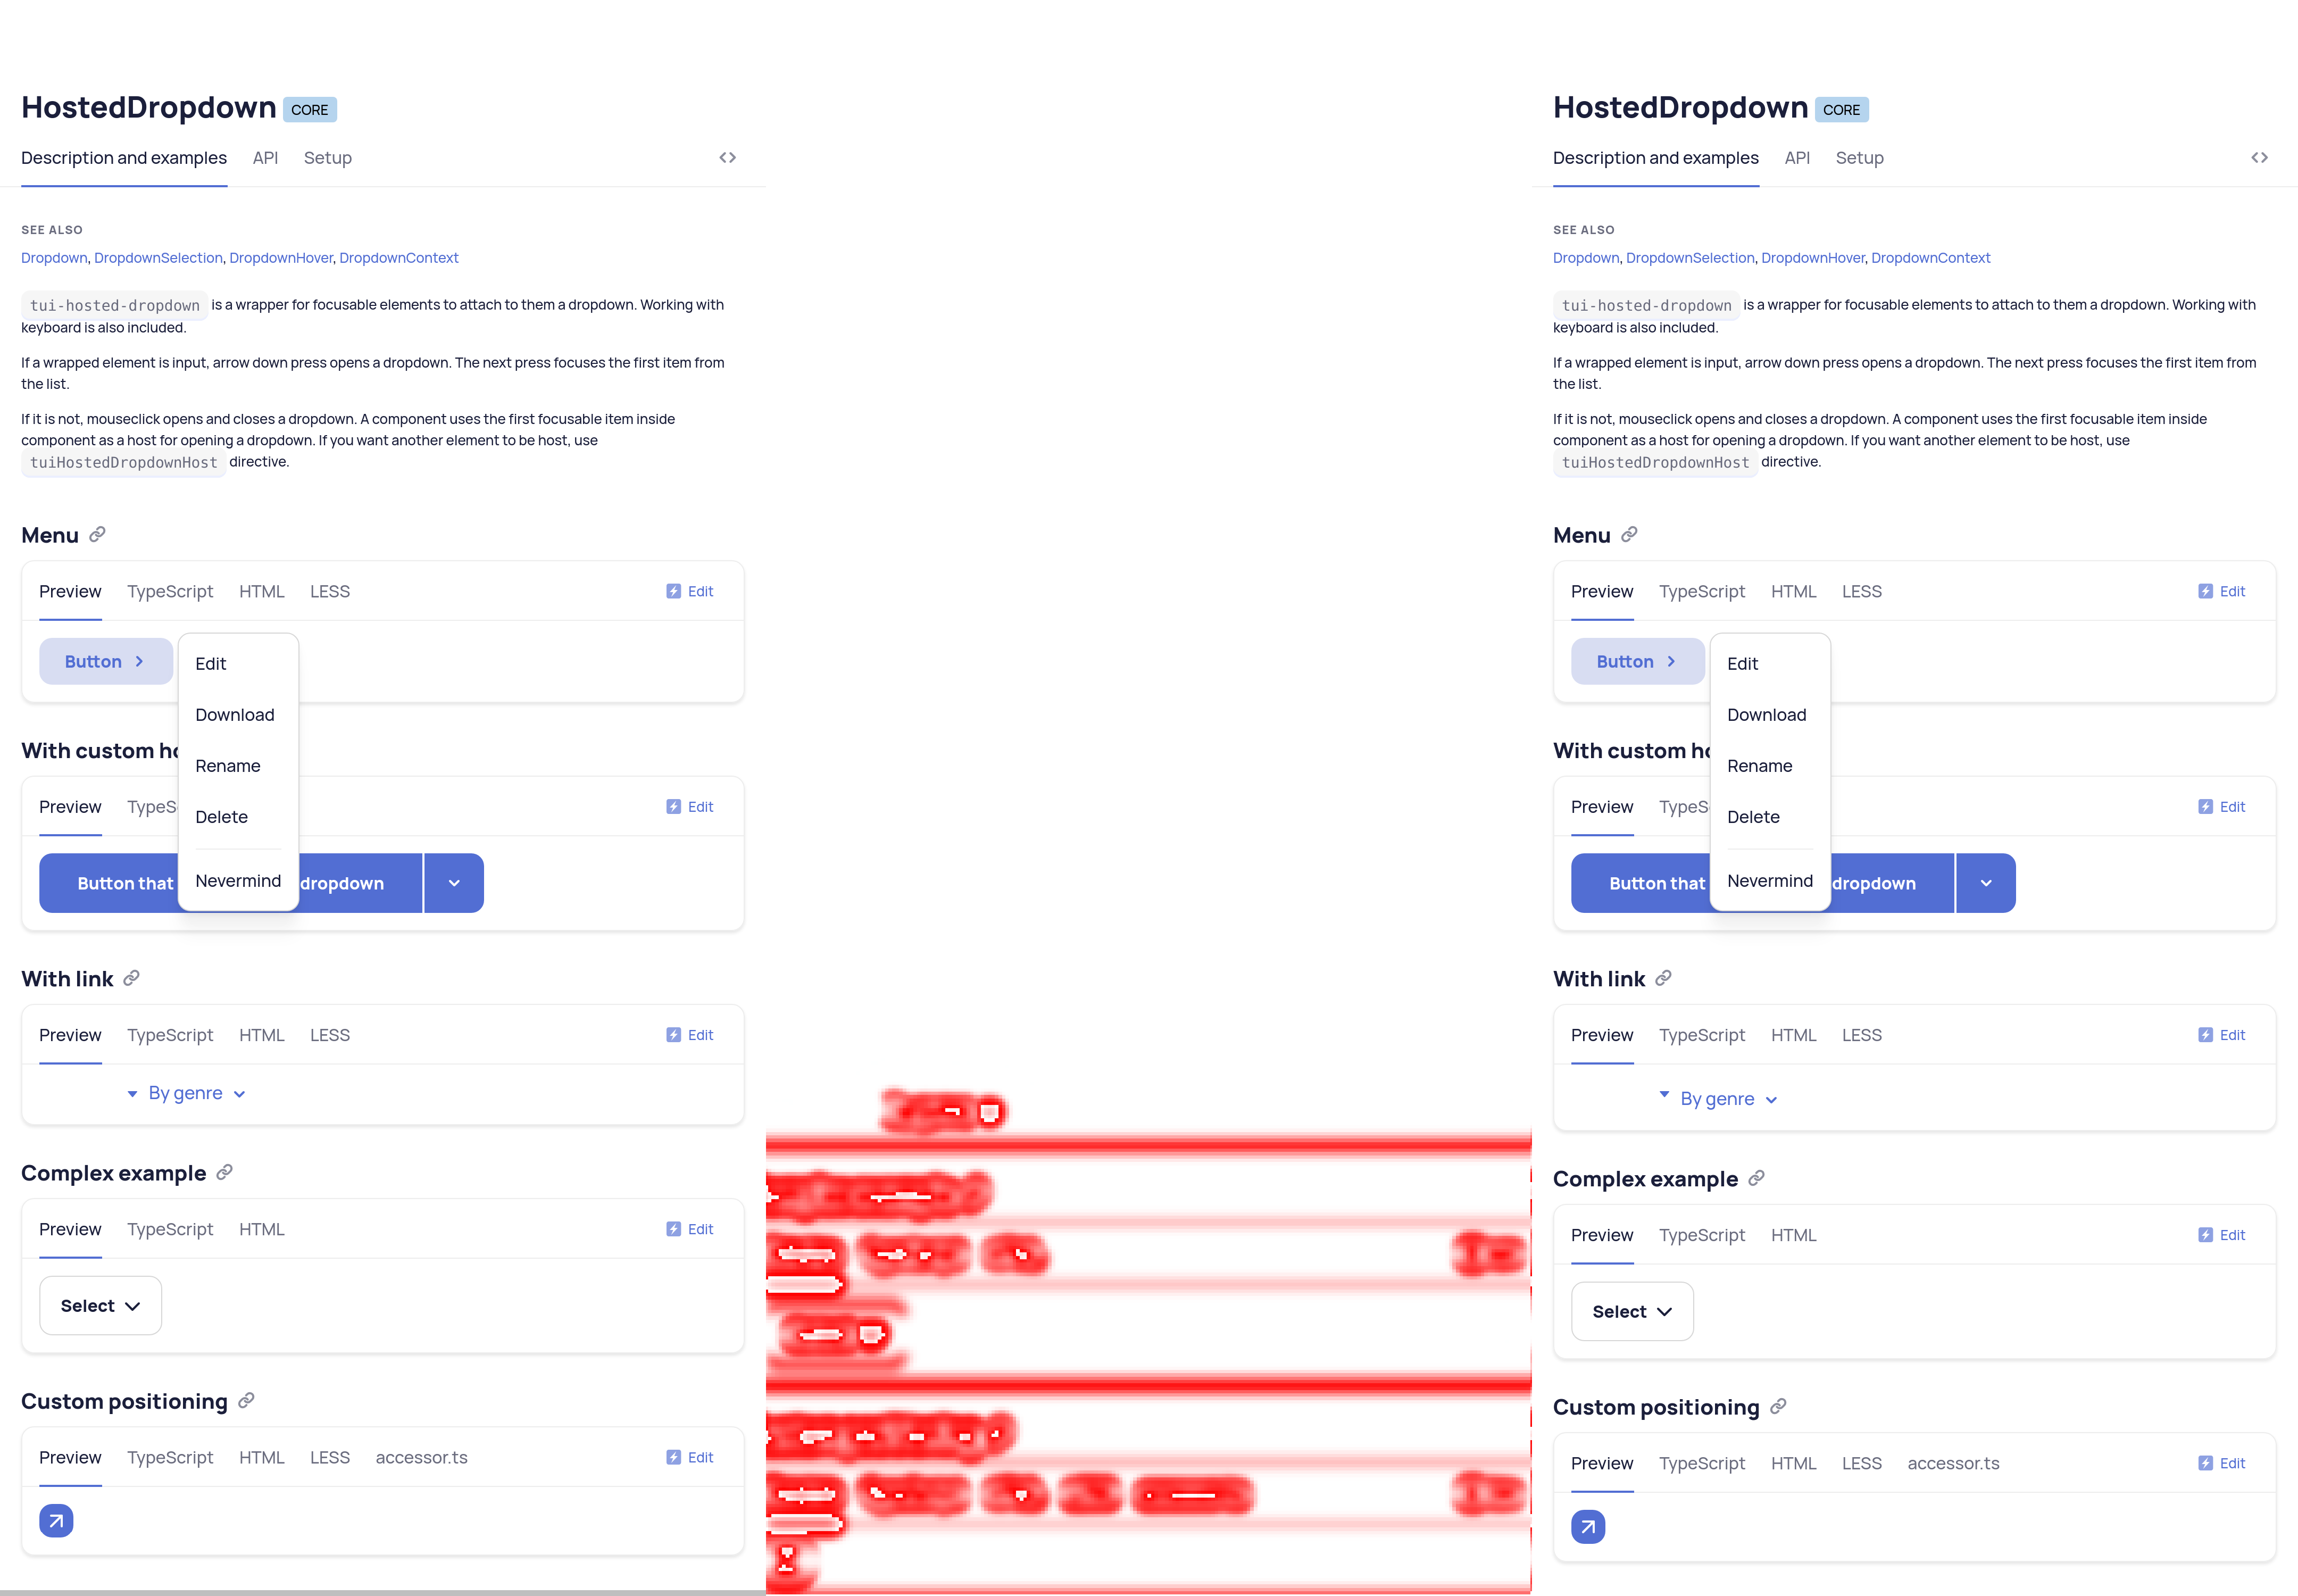 HostedDropdown CORE
Description and examples API Setup
SEE ALSO
Dropdown, DropdownSelection, DropdownHover, DropdownContext
tui-hosted-dropdown is a wrapper for focusable elements to attach to them a dropdown. Working with
keyboard is also included.
If a wrapped element is input, arrow down press opens a dropdown. The next press focuses the first item from
the list.
If it is not, mouseclick opens and closes a dropdown. A component uses the first focusable item inside
component as a host for opening a dropdown. If you want another element to be host, use
tuiHostedDropdownHost directive.
Menu
Preview TypeScript HTML LESS Edit
Button
Edit
Download
Rename
Delete
Nevermind
With custom
Preview Edit
Button that dropdown
With link
Preview TypeScript HTML LESS Edit
By genre
Complex example
Preview TypeScript HTML Edit
Select
Custom positioning
Preview TypeScript HTML LESS accessor.ts Edit
HostedDropdown CORE
Description and examples API Setup
SEE ALSO
Dropdown, DropdownSelection, DropdownHover, DropdownContext
tui-hosted-dropdown is a wrapper for focusable elements to attach to them a dropdown. Working with
keyboard is also included.
If a wrapped element is input, arrow down press opens a dropdown. The next press focuses the first item from
the list.
If it is not, mouseclick opens and closes a dropdown. A component uses the first focusable item inside
component as a host for opening a dropdown. If you want another element to be host, use
tuiHostedDropdownHost directive.
Menu
Preview TypeScript HTML LESS Edit
Button
Edit
Download
Rename
Delete
Nevermind
With custom
Preview Edit
Button that dropdown
With link
Preview TypeScript HTML LESS Edit
By genre
Complex example
Preview TypeScript HTML Edit
Select
Custom positioning
Preview TypeScript HTML LESS accessor.ts Edit